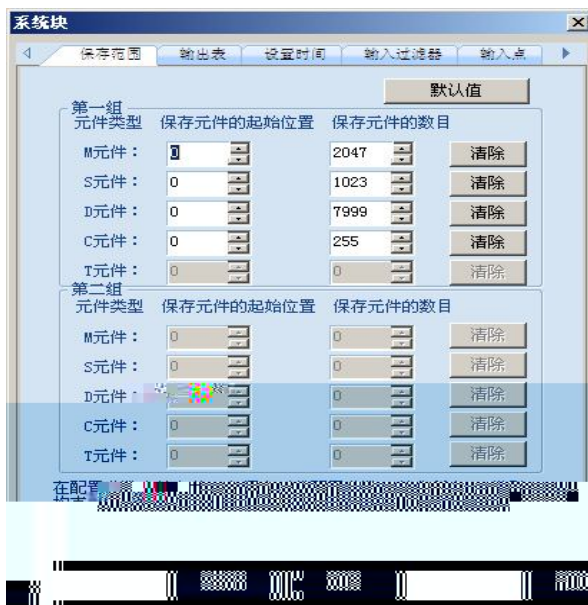 系统块
保存范围 输出表 设置时间 输入过滤器 输入点
默认值
第一组
元件类型 保存元件的起始位置 保存元件的数目
M元件： 0 2047 清除
S元件： 0 1023 清除
D元件： 0 7999 清除
C元件： 0 255 清除
T元件： 0 0 清除
第二组
元件类型 保存元件的起始位置 保存元件的数目
M元件： 0 0 清除
S元件： 0 0 清除
D元件： 0 清除
C元件： 0 0 清除
T元件： 0 0 清除
在配置